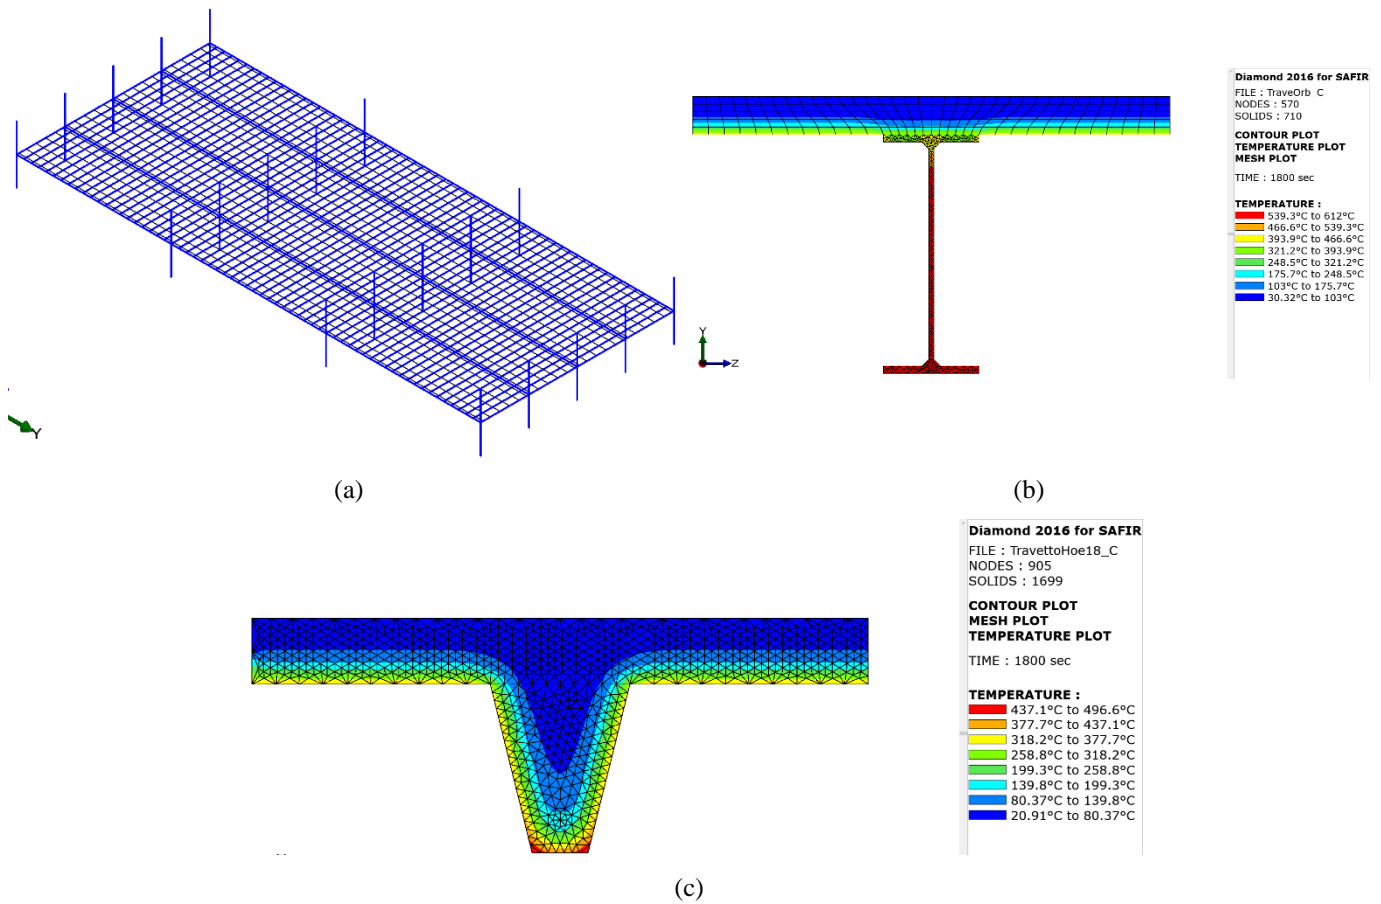 Y
(a)
Y
Z
(b)
Diamond 2016 for SAFIR
FILE : TraveOrb C
NODES : 570
SOLIDS : 710
CONTOUR PLOT
TEMPERATURE PLOT
MESH PLOT
TIME : 1800 sec
TEMPERATURE :
539.3°C to 612°C
466.6°C to 539.3°C
393.9°C to 466.6°C
321.2°C to 393.9°C
248.5°C to 321.2°C
175.7°C to 248.5°C
103°C to 175.7°C
30.32°C to 103°C
Diamond 2016 for SAFIR
FILE : TravettoHoe18_C
NODES : 905
SOLIDS : 1699
CONTOUR PLOT
MESH PLOT
TEMPERATURE PLOT
TIME : 1800 sec
TEMPERATURE :
437.1°C to 496.6°C
377.7°C to 437.1°C
318.2°C to 377.7°C
258.8°C to 318.2°C
199.3°C to 258.8°C
139.8°C to 199.3°C
80.37°C to 139.8°C
20.91°C to 80.37°C
(c)